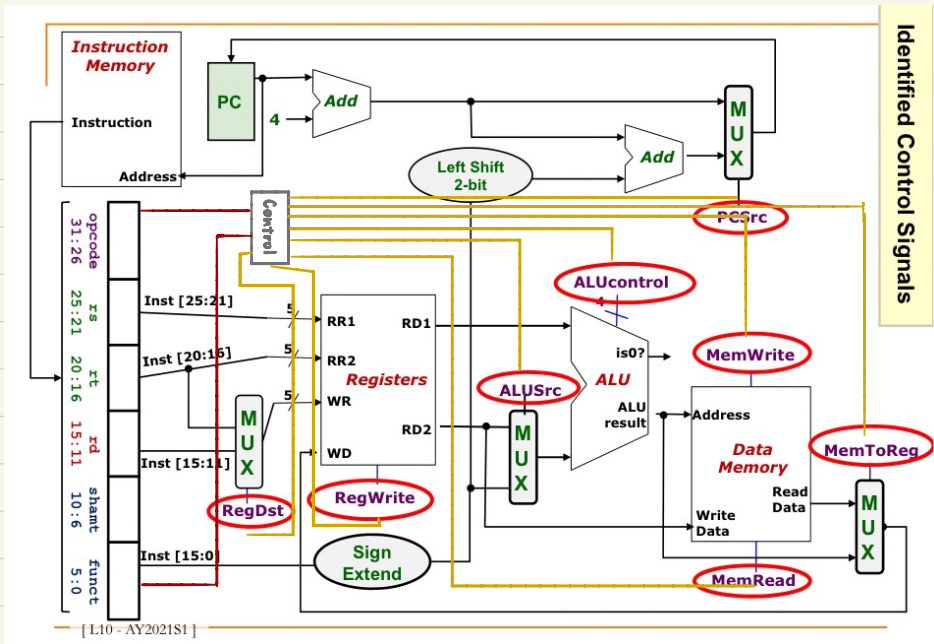 Identified Control Signals
Instruction
Memory
Instruction
Address
PC
4
Add
Left Shift
2-bit
Add
MUX
PCSrc
Control
opcode
31:26
rs
25:21
rt
20:16
rd
15:11
shamt
10:6
funct
5:0
Inst [25:21]
5
Inst [20:16]
5
5
MUX
Inst [15:11]
RegDst
Inst [15:0]
RR1
RR2
WR
WD
Registers
RD1
RD2
RegWrite
Sign
Extend
ALUSrc
MUX
ALUcontrol
4
is0?
ALU
ALU
result
MemWrite
Address
Data
Memory
Read
Data
Write
Data
MemRead
MemToReg
MUX
[ L10 - AY2021S1 ]